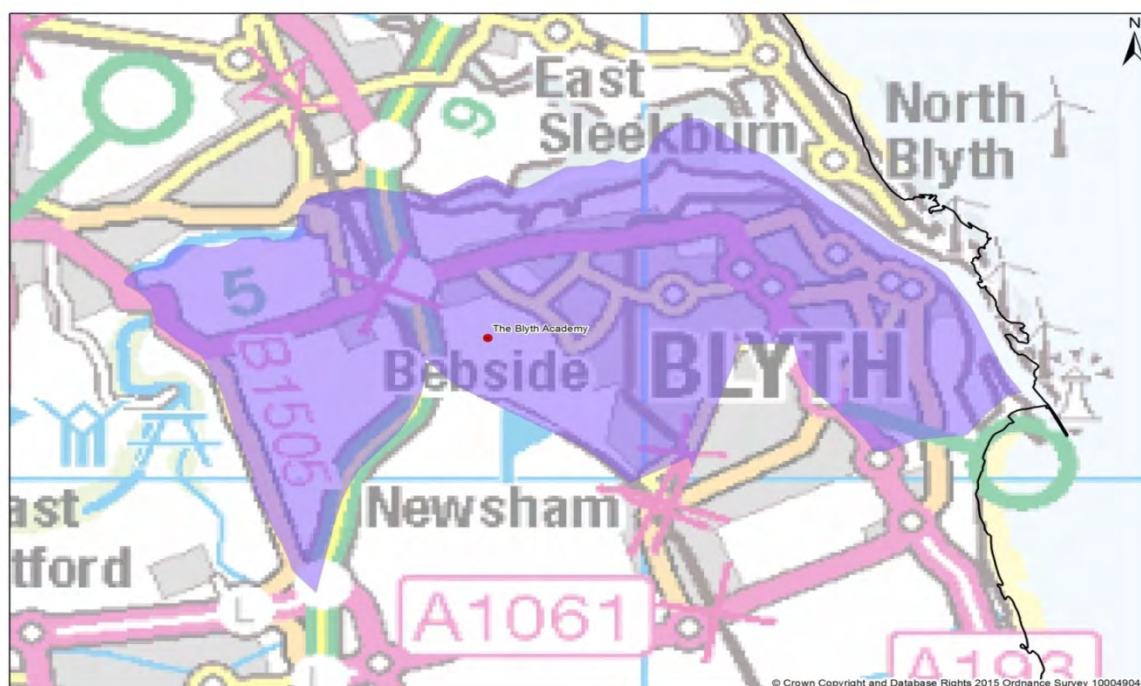 N
East
Sleekburn
North
Blyth
9
5
The Blyth Academy
Bebside
BLYTH
B1505
Newsham
ast
tford
L
A1061
L
A193
© Crown Copyright and Database Rights 2015 Ordnance Survey 10004904